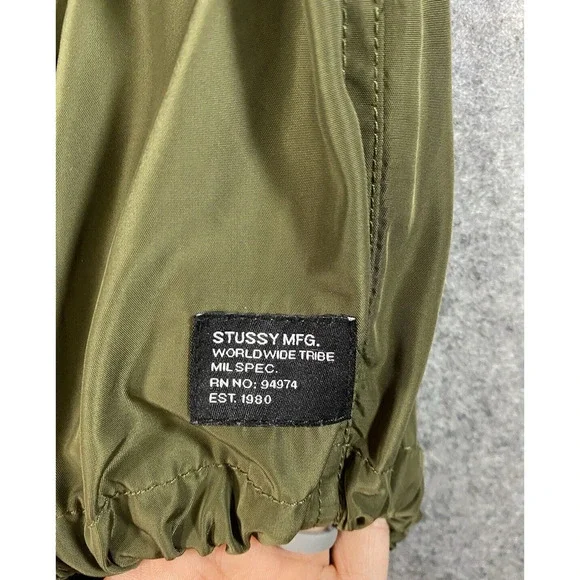 STUSSY MFG.
WORLDWIDE TRIBE
MIL SPEC.
RN NO: 94974
EST. 1980